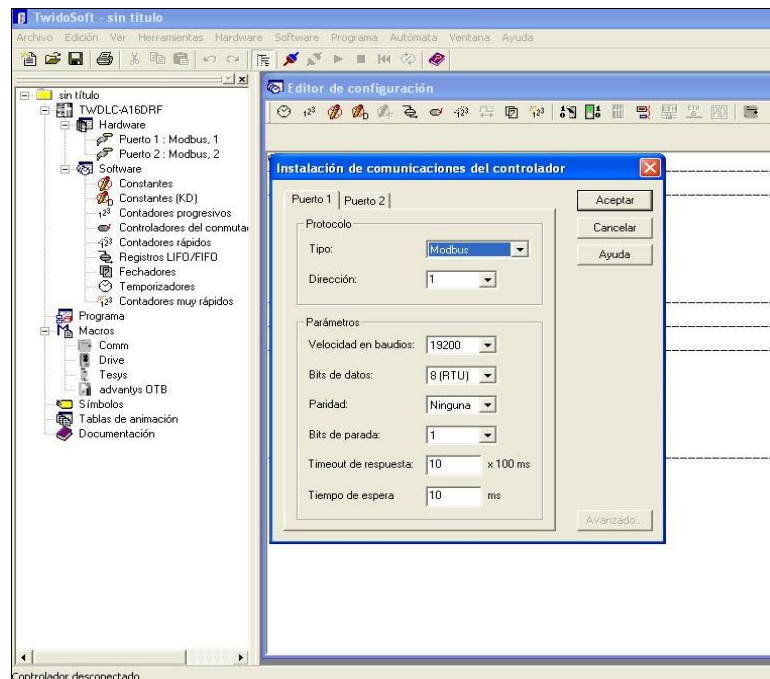 TwidoSoft - sin título
Archivo Edición Ver Herramientas Hardware Software Programa Autómata Ventana Ayuda
sin título
TWDLC-A16DRF
Hardware
Puerto 1 : Modbus, 1
Puerto 2 : Modbus, 2
Software
Constantes
Constantes (KD)
Contadores progresivos
Controladores del conmuta
Contadores rápidos
Registros LIFO/FIFO
Fechadores
Temporizadores
Contadores muy rápidos
Programa
Macros
Comm
Drive
Tesys
advantys OTB
Símbolos
Tablas de animación
Documentación
Editor de configuración
Instalación de comunicaciones del controlador
Puerto 1 Puerto 2
Aceptar
Cancelar
Ayuda
Protocolo
Tipo: Modbus
Dirección: 1
Parámetros
Velocidad en baudios: 19200
Bits de datos: 8 (RTU)
Paridad: Ninguna
Bits de parada: 1
Timeout de respuesta: 10 x 100 ms
Tiempo de espera 10 ms
Avanzado...
Controlador desconectado